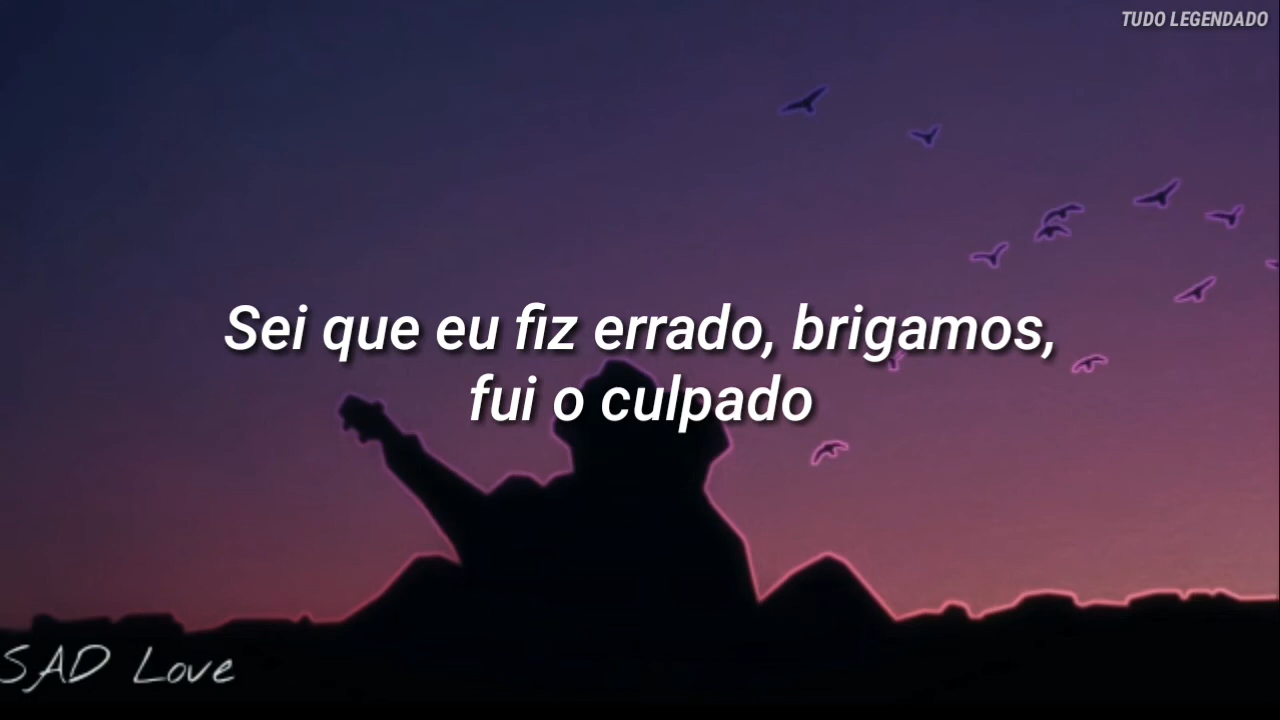 TUDO LEGENDADO
Sei que eu fiz errado, brigamos,
fui o culpado
SAD Love